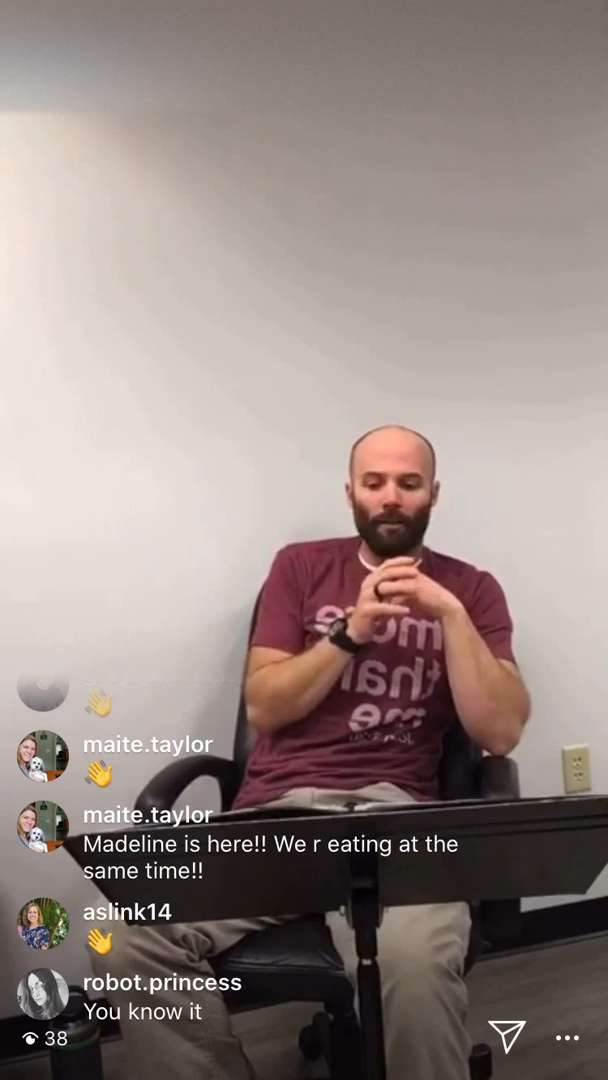 more
than
me
👋
maite.taylor
👋
maite.taylor
Madeline is here!! We r eating at the
same time!!
aslink14
👋
robot.princess
You know it
38